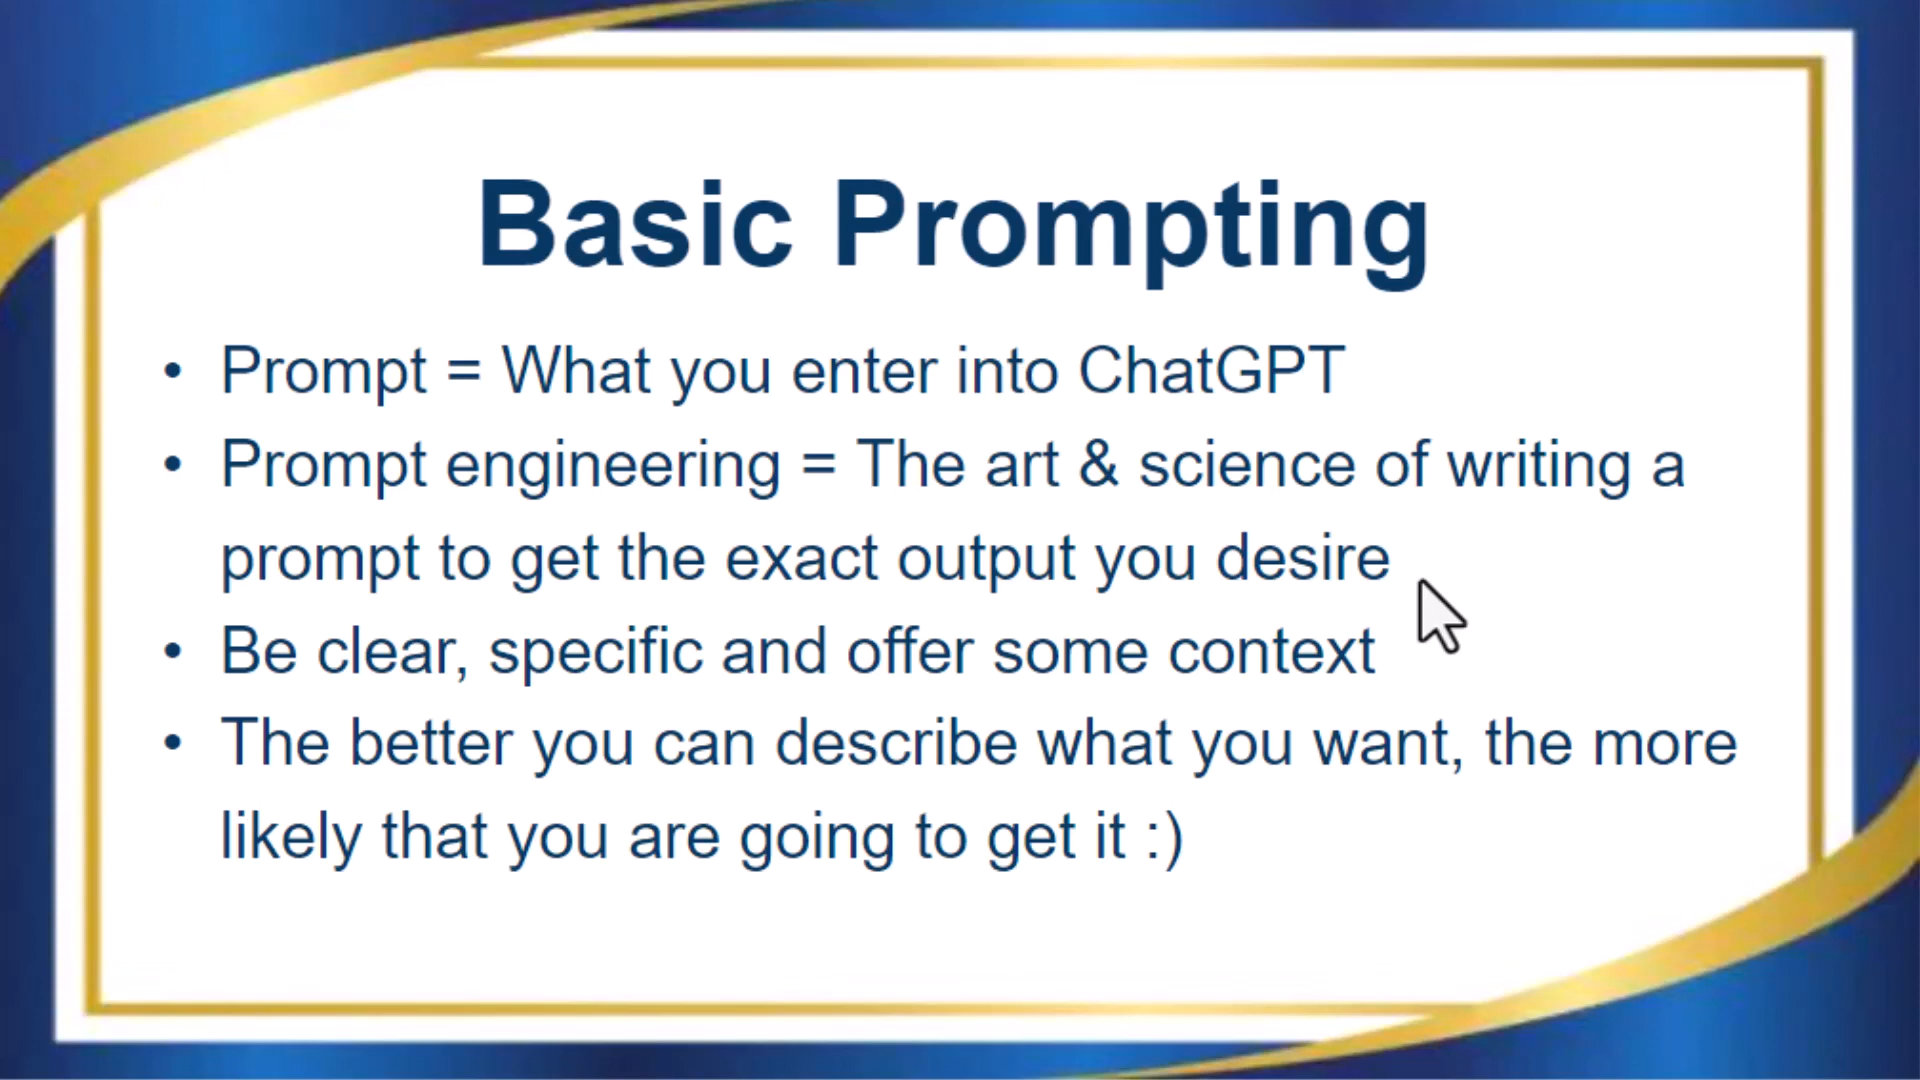 Basic Prompting
• Prompt = What you enter into ChatGPT
• Prompt engineering = The art & science of writing a
prompt to get the exact output you desire
• Be clear, specific and offer some context
• The better you can describe what you want, the more
likely that you are going to get it :)